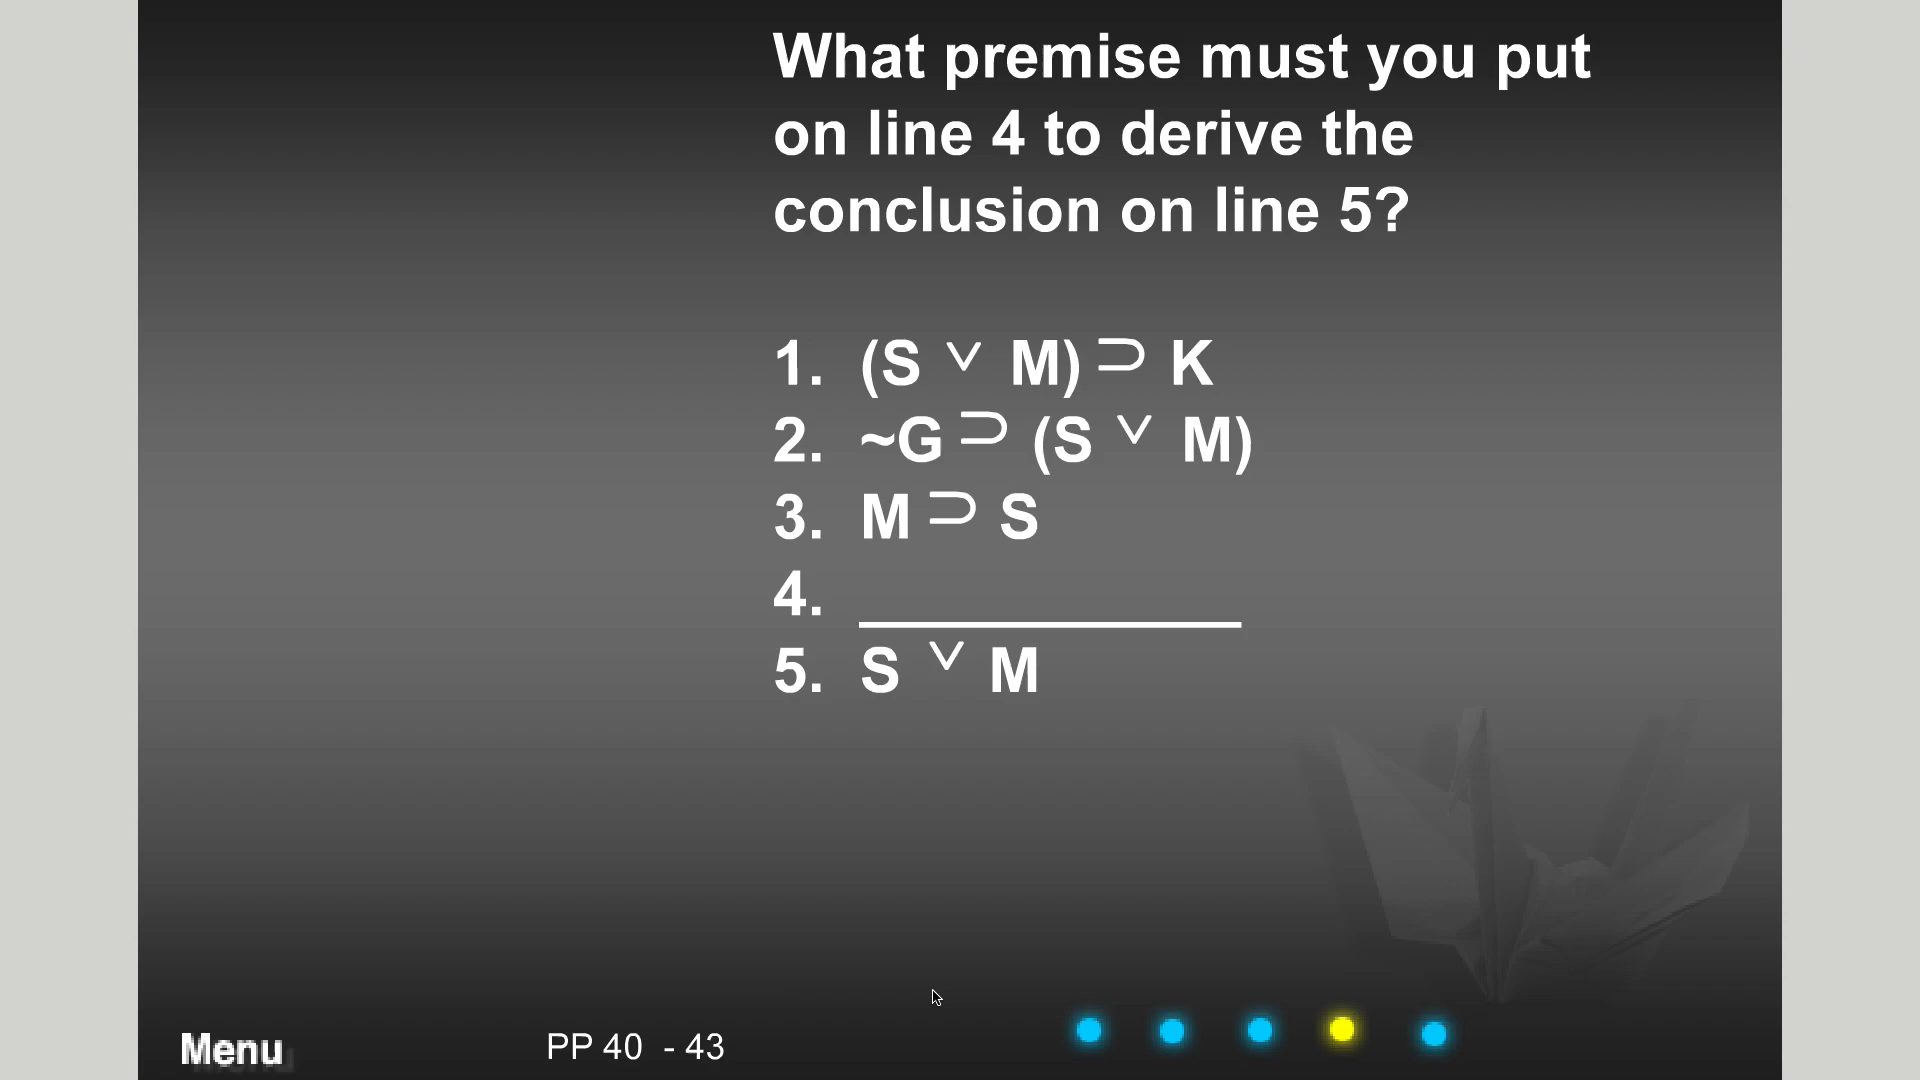 What premise must you put
on line 4 to derive the
conclusion on line 5?
1. (S ∨ M) ⊃ K
2. ~G ⊃ (S ∨ M)
3. M ⊃ S
4. ____________
5. S ∨ M
Menu
PP 40 - 43